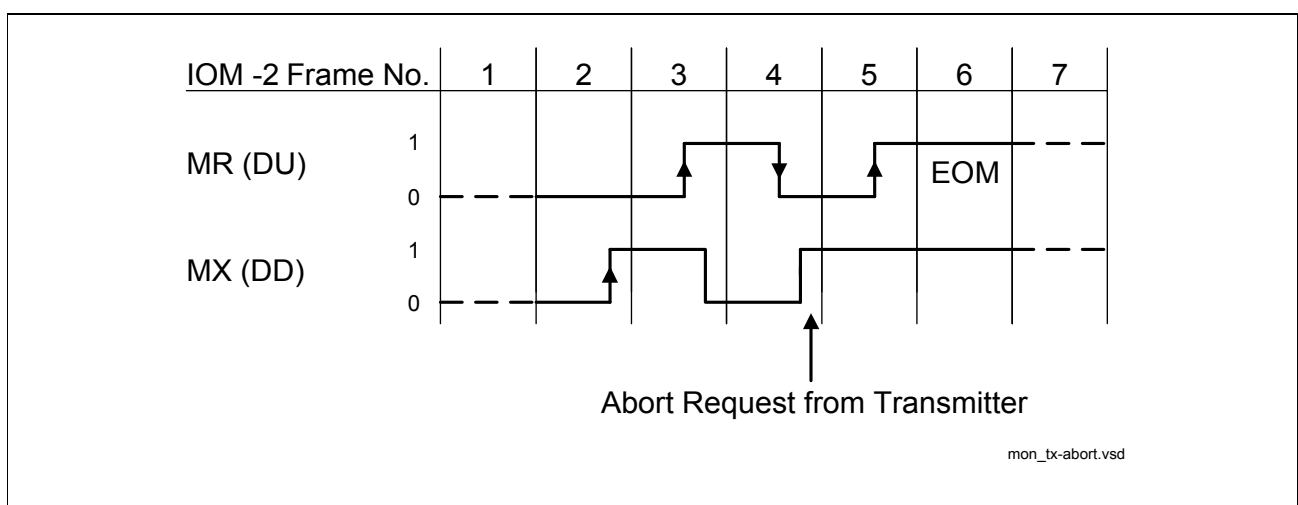 IOM -2 Frame No. 1 2 3 4 5 6 7
1
MR (DU)
0
EOM
1
MX (DD)
0
Abort Request from Transmitter
mon_tx-abort.vsd